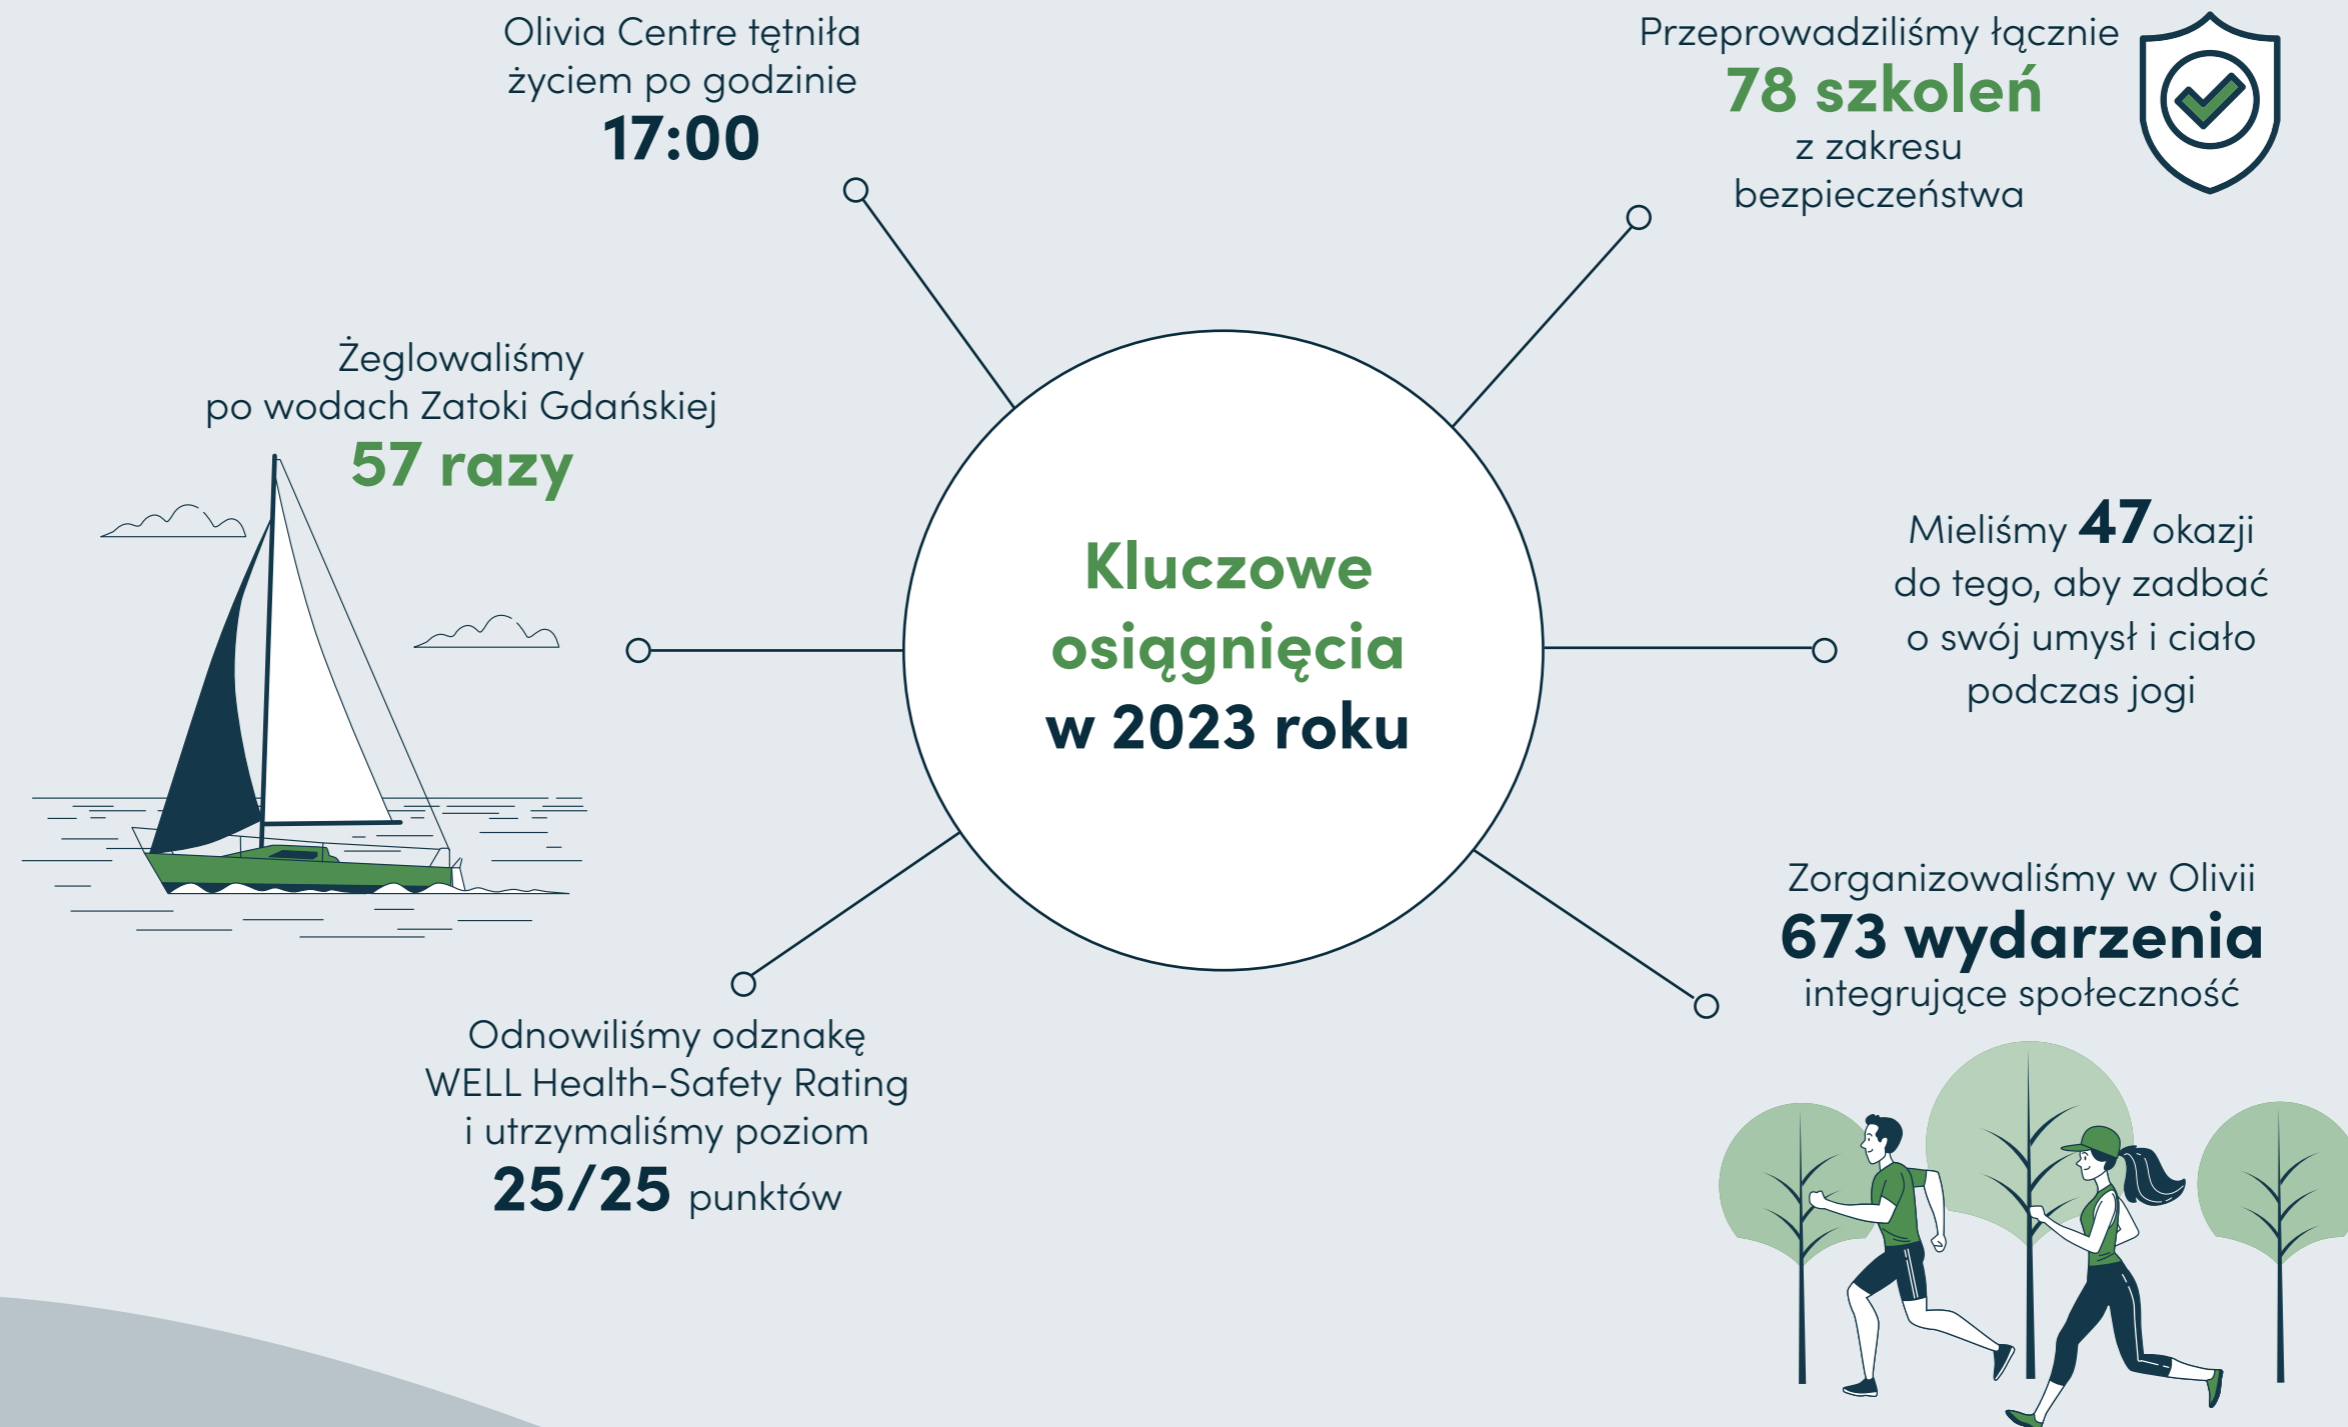 Olivia Centre tętniła
życiem po godzinie
17:00
Przeprowadziliśmy łącznie
78 szkoleń
z zakresu
bezpieczeństwa
Żeglowaliśmy
po wodach Zatoki Gdańskiej
57 razy
Kluczowe
osiągnięcia
w 2023 roku
Mieliśmy 47 okazji
do tego, aby zadbać
o swój umysł i ciało
podczas jogi
Zorganizowaliśmy w Olivii
673 wydarzenia
integrujące społeczność
Odnowiliśmy odznakę
WELL Health-Safety Rating
i utrzymaliśmy poziom
25/25 punktów